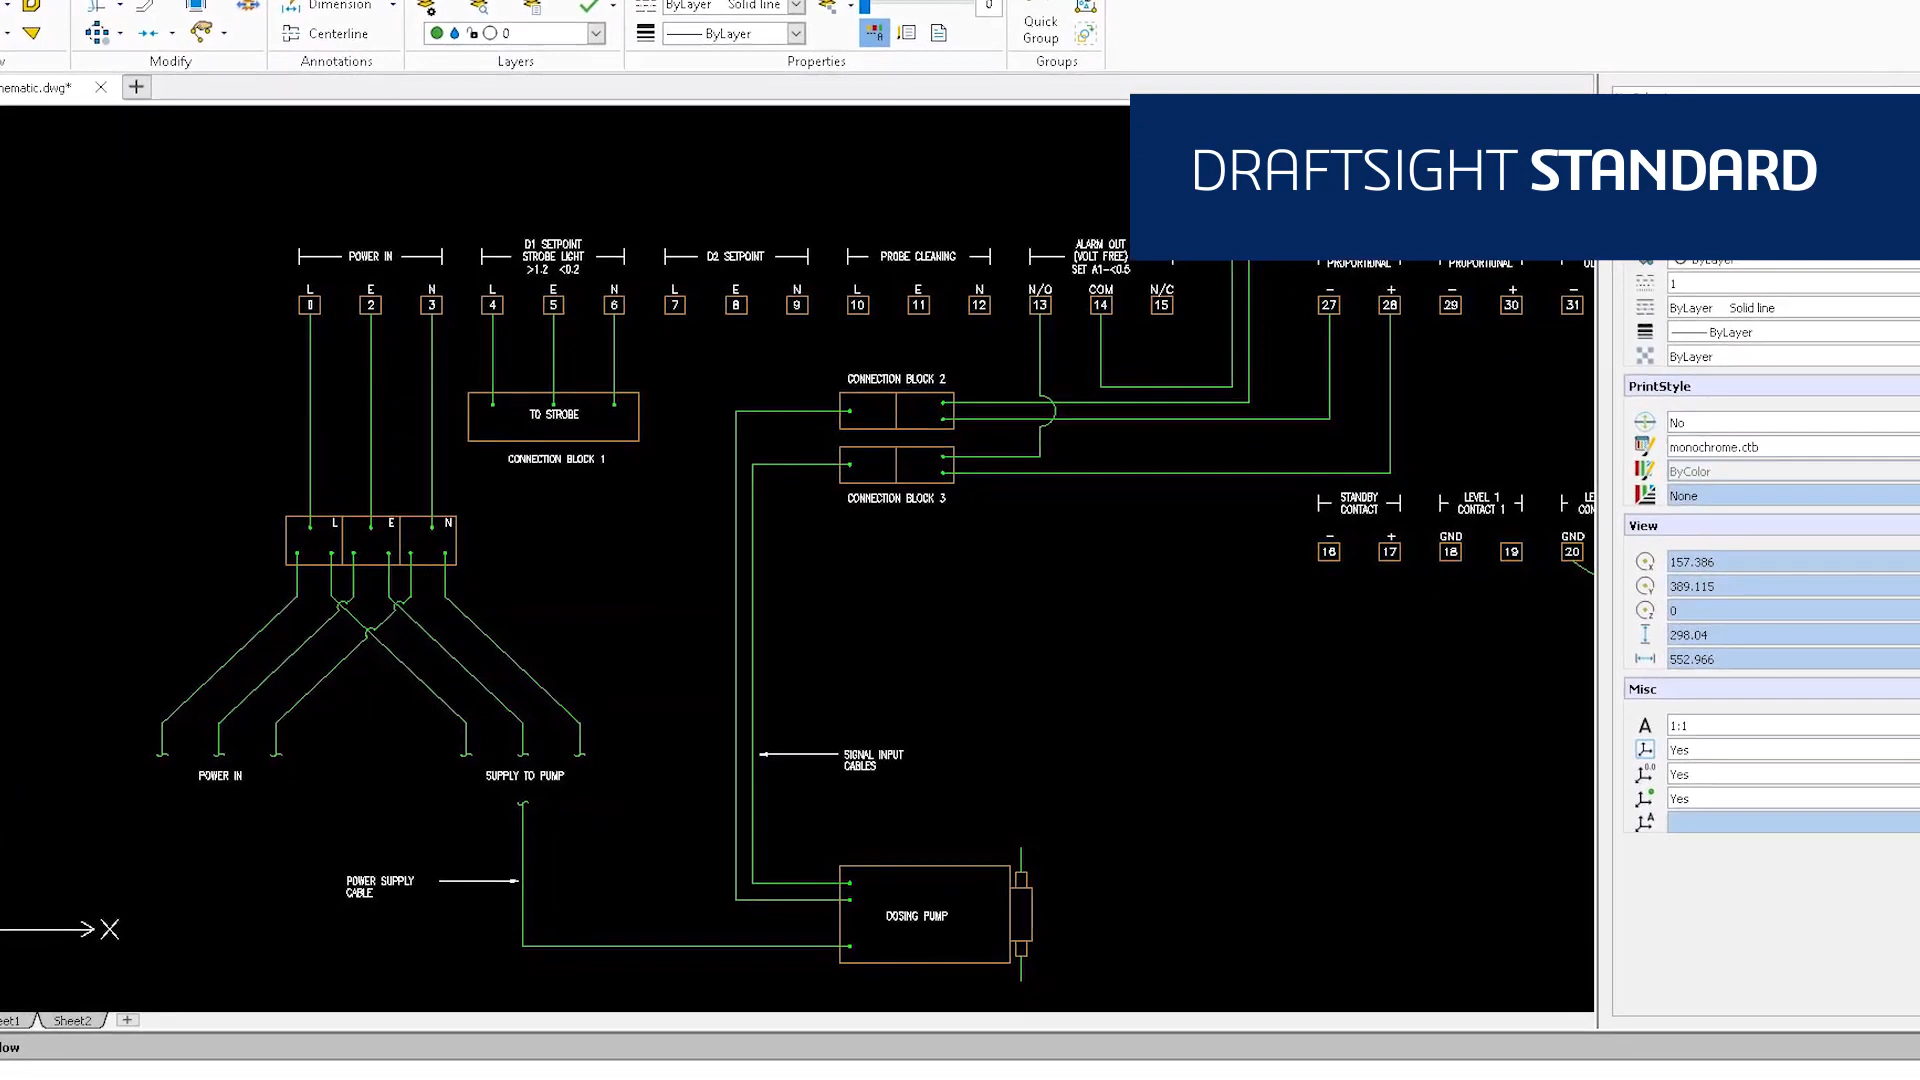 Dimension
Centerline
0
ByLayer Solid line
ByLayer
0
Quick
Group
Modify
Annotations
Layers
Properties
Groups
hematic.dwg*
DRAFTSIGHT STANDARD
POWER IN
D1 SETPOINT
STROBE LIGHT
>1.2 <0.2
D2 SETPOINT
PROBE CLEANING
ALARM OUT
(VOLT FREE)
SET A1-<0.6
PROPORTIONAL
PROPORTIONAL
L E N L E N L E N L E N N/O COM N/C - + - + -
2 3 4 5 6 7 8 9 10 11 12 13 14 15 27 28 29 30 31
CONNECTION BLOCK 2
TO STROBE
CONNECTION BLOCK 1
CONNECTION BLOCK 3
STANDBY
CONTACT
LEVEL 1
CONTACT 1
L E N
- + GND GND
16 17 18 19 20
SIGNAL INPUT
CABLES
POWER IN
SUPPLY TO PUMP
POWER SUPPLY
CABLE
DOSING PUMP
X
ByLayer
1
ByLayer Solid line
ByLayer
ByLayer
PrintStyle
No
monochrome.ctb
ByColor
None
View
157.386
389.115
0
298.04
552.966
Misc
1:1
Yes
Yes
Yes
eet1
Sheet2
low